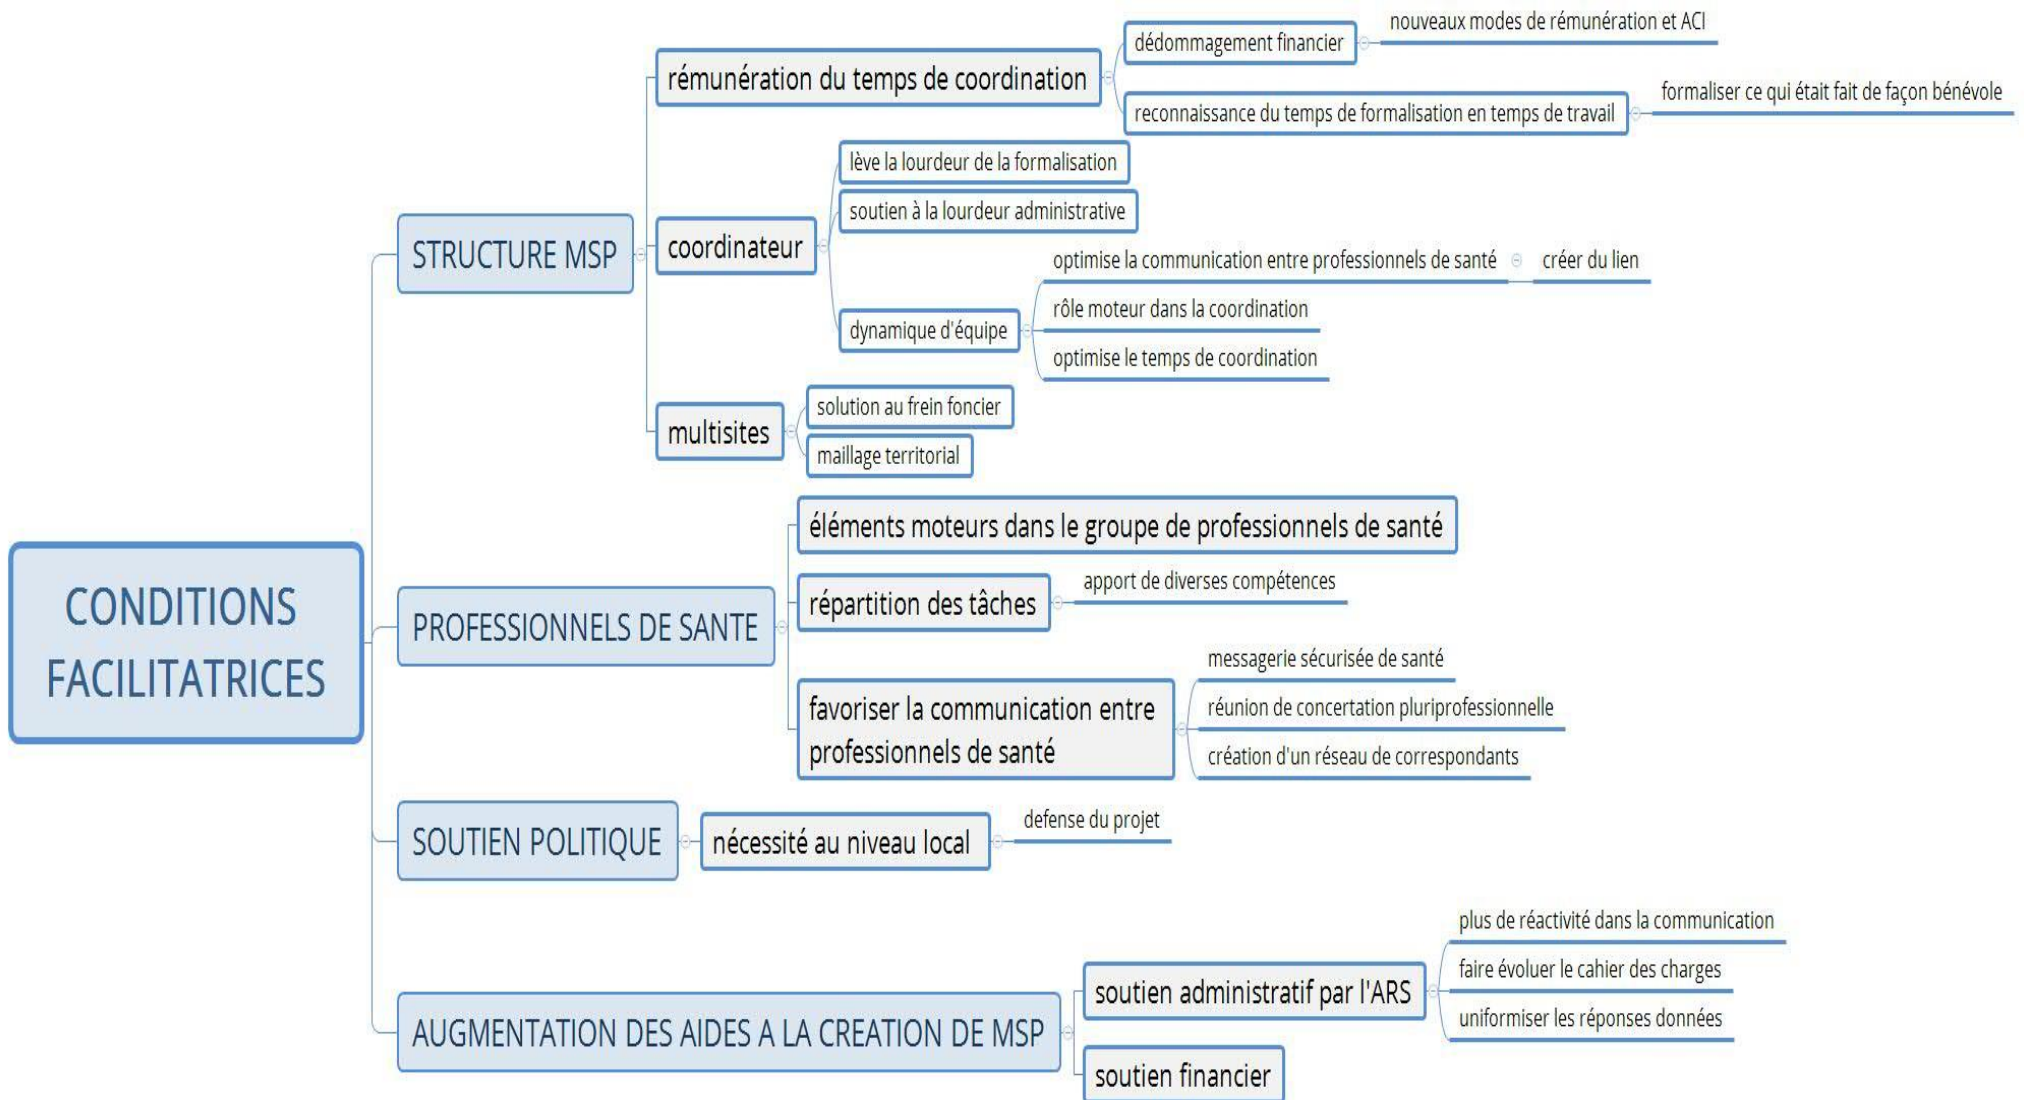 CONDITIONS
FACILITATRICES
STRUCTURE MSP
rémunération du temps de coordination
dédommagement financier
nouveaux modes de rémunération et ACI
reconnaissance du temps de formalisation en temps de travail
formaliser ce qui était fait de façon bénévole
coordinateur
lève la lourdeur de la formalisation
soutien à la lourdeur administrative
dynamique d'équipe
optimise la communication entre professionnels de santé
créer du lien
rôle moteur dans la coordination
optimise le temps de coordination
multisites
solution au frein foncier
maillage territorial
PROFESSIONNELS DE SANTE
éléments moteurs dans le groupe de professionnels de santé
répartition des tâches
apport de diverses compétences
favoriser la communication entre
professionnels de santé
messagerie sécurisée de santé
réunion de concertation pluriprofessionnelle
création d'un réseau de correspondants
SOUTIEN POLITIQUE
nécessité au niveau local
defense du projet
AUGMENTATION DES AIDES A LA CREATION DE MSP
soutien administratif par l'ARS
plus de réactivité dans la communication
faire évoluer le cahier des charges
uniformiser les réponses données
soutien financier